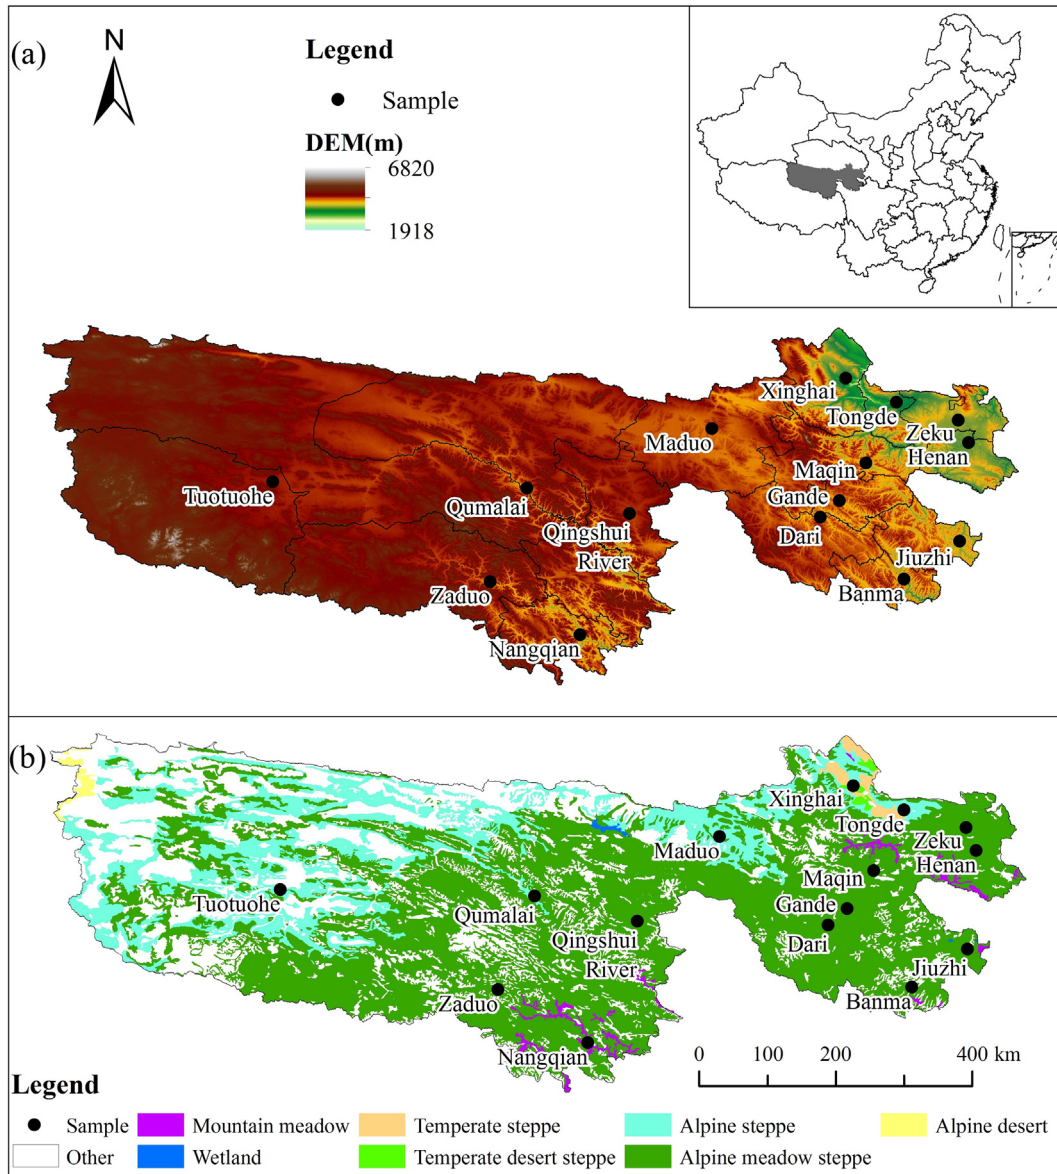 (a)
N
Legend
Sample
DEM(m)
6820
1918
Xinghai
Tongde
Maduo
Zeku
Henan
Maqin
Tuotuohe
Gande
Qumalai
Qingshui
River
Dari
Jiuzhi
Zaduo
Banma
Nangqian
(b)
Xinghai
Tongde
Zeku
Maduo
Henan
Maqin
Tuotuohe
Gande
Qumalai
Qingshui
River
Dari
Jiuzhi
Zaduo
Banma
Nangqian
0 100 200 400 km
Legend
Sample Mountain meadow Temperate steppe Alpine steppe Alpine desert
Other Wetland Temperate desert steppe Alpine meadow steppe